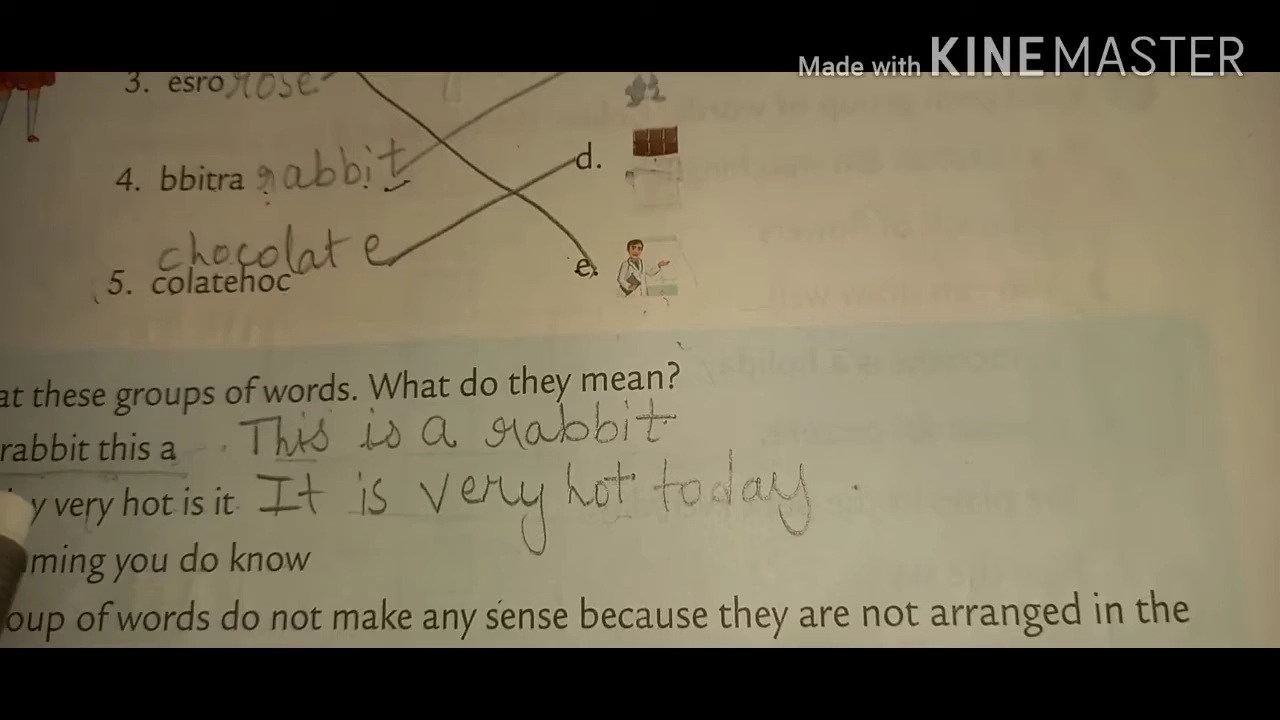 Made with KINEMASTER
3. esro rose
4. bbitra rabbit
d.
chocolate
5. colatehoc
e.
at these groups of words. What do they mean?
rabbit this a This is a rabbit
y very hot is it It is very hot today.
ming you do know
oup of words do not make any sense because they are not arranged in the